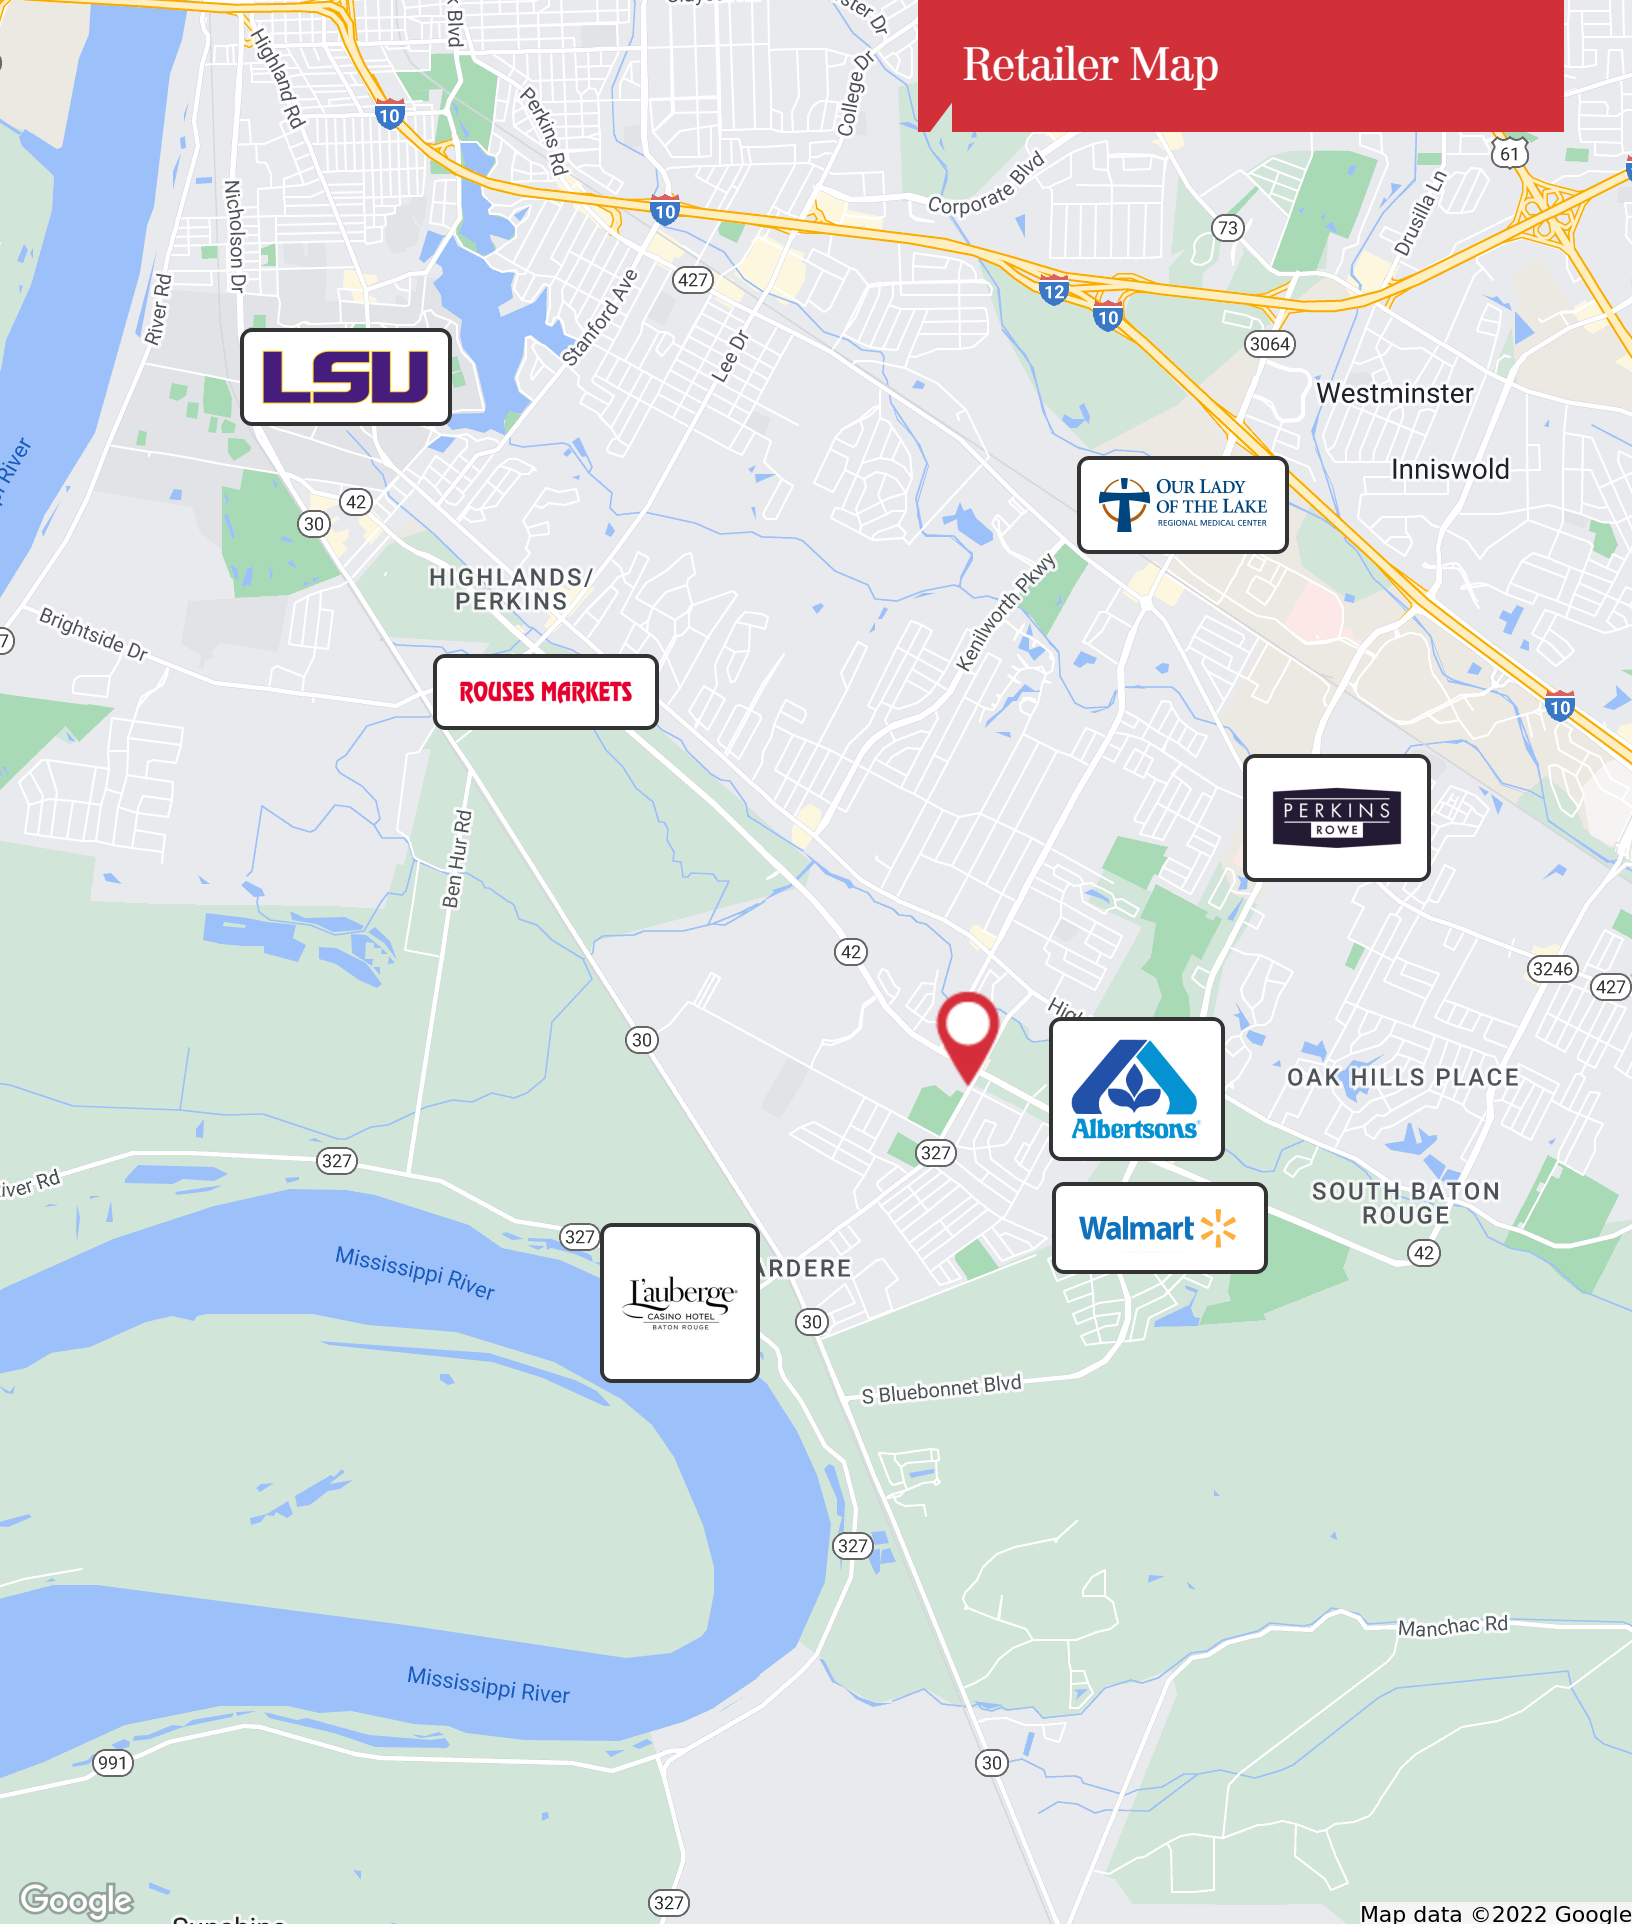 Retailer Map
Highland Rd
Perkins Rd
College Dr
Corporate Blvd
Drusilla Ln
10
61
10
73
427
12
10
Nicholson Dr
River Rd
Stanford Ave
Lee Dr
3064
LSU
Westminster
Inniswold
OUR LADY
OF THE LAKE
REGIONAL MEDICAL CENTER
42
30
HIGHLANDS/
PERKINS
Kenilworth Pkwy
Brightside Dr
ROUSES MARKETS
10
PERKINS
ROWE
Ben Hur Rd
42
3246
427
30
Albertsons
OAK HILLS PLACE
327
327
River Rd
SOUTH BATON
ROUGE
Walmart
327
42
Mississippi River
ARDERE
L'auberge
CASINO HOTEL
BATON ROUGE
30
S Bluebonnet Blvd
327
Manchac Rd
Mississippi River
991
30
327
Google
Map data ©2022 Google